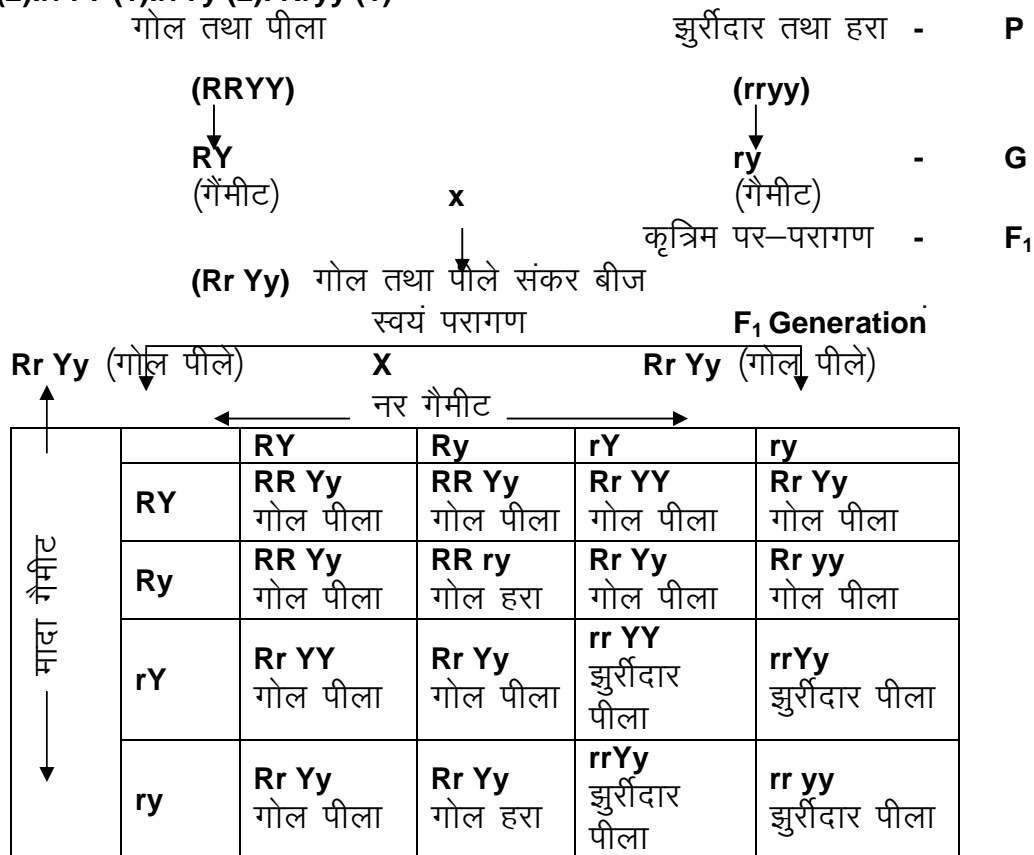 गोल तथा पीला झुर्रीदार तथा हरा - P
(RRYY) (rryy)
RY ry - G
(गैंमीट) x (गैमीट)
कृत्रिम पर–परागण - F₁
(Rr Yy) गोल तथा पीले संकर बीज
स्वयं परागण F₁ Generation
Rr Yy (गोल पीले) X Rr Yy (गोल पीले)
नर गैमीट
RY Ry rY ry
मादा गैमीट
RY RR Yy RR Yy Rr YY Rr Yy
गोल पीला गोल पीला गोल पीला गोल पीला
Ry RR Yy RR ry Rr Yy Rr yy
गोल पीला गोल हरा गोल पीला गोल पीला
rY Rr YY Rr Yy rr YY rrYy
गोल पीला गोल पीला झुर्रीदार पीला झुर्रीदार पीला
ry Rr Yy Rr Yy rrYy rr yy
गोल पीला गोल हरा झुर्रीदार पीला झुर्रीदार पीला